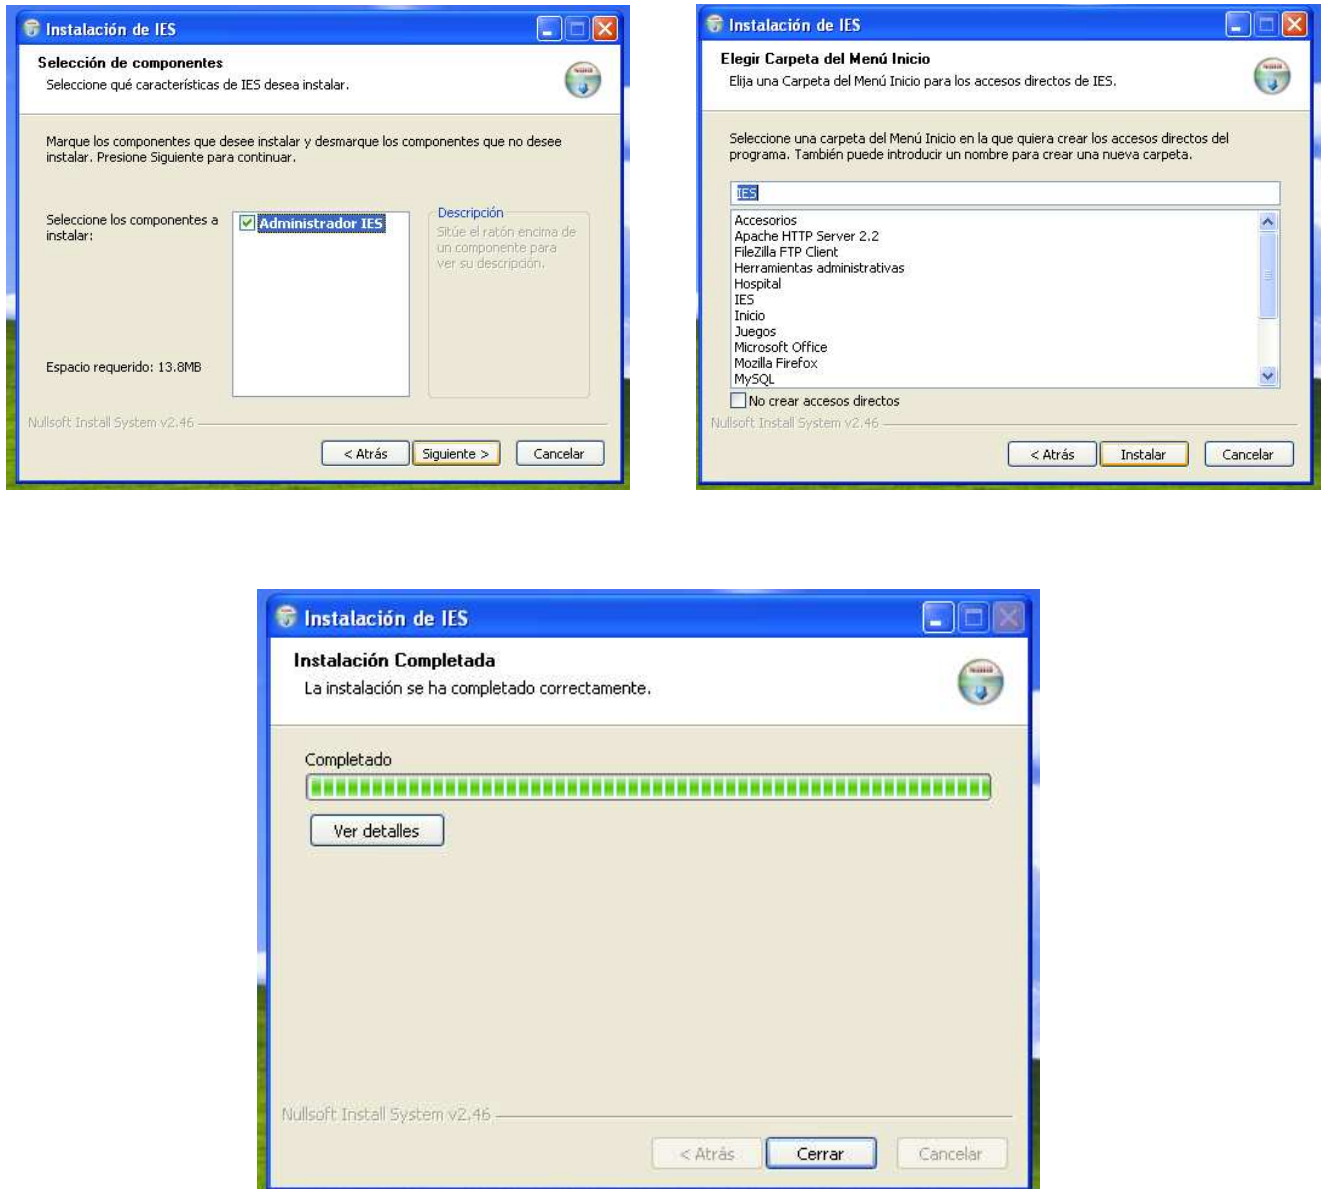 Instalación de IES
Selección de componentes
Seleccione qué características de IES desea instalar.
Marque los componentes que desee instalar y desmarque los componentes que no desee
instalar. Presione Siguiente para continuar.
Seleccione los componentes a
instalar:
Administrador IES
Descripción
Sitúe el ratón encima de
un componente para
ver su descripción.
Espacio requerido: 13.8MB
Nullsoft Install System v2.46
< Atrás
Siguiente >
Cancelar
Instalación de IES
Elegir Carpeta del Menú Inicio
Elija una Carpeta del Menú Inicio para los accesos directos de IES.
Seleccione una carpeta del Menú Inicio en la que quiera crear los accesos directos del
programa. También puede introducir un nombre para crear una nueva carpeta.
IES
Accesorios
Apache HTTP Server 2.2
FileZilla FTP Client
Herramientas administrativas
Hospital
IES
Inicio
Juegos
Microsoft Office
Mozilla Firefox
MySQL
No crear accesos directos
Nullsoft Install System v2.46
< Atrás
Instalar
Cancelar
Instalación de IES
Instalación Completada
La instalación se ha completado correctamente.
Completado
Ver detalles
Nullsoft Install System v2.46
< Atrás
Cerrar
Cancelar